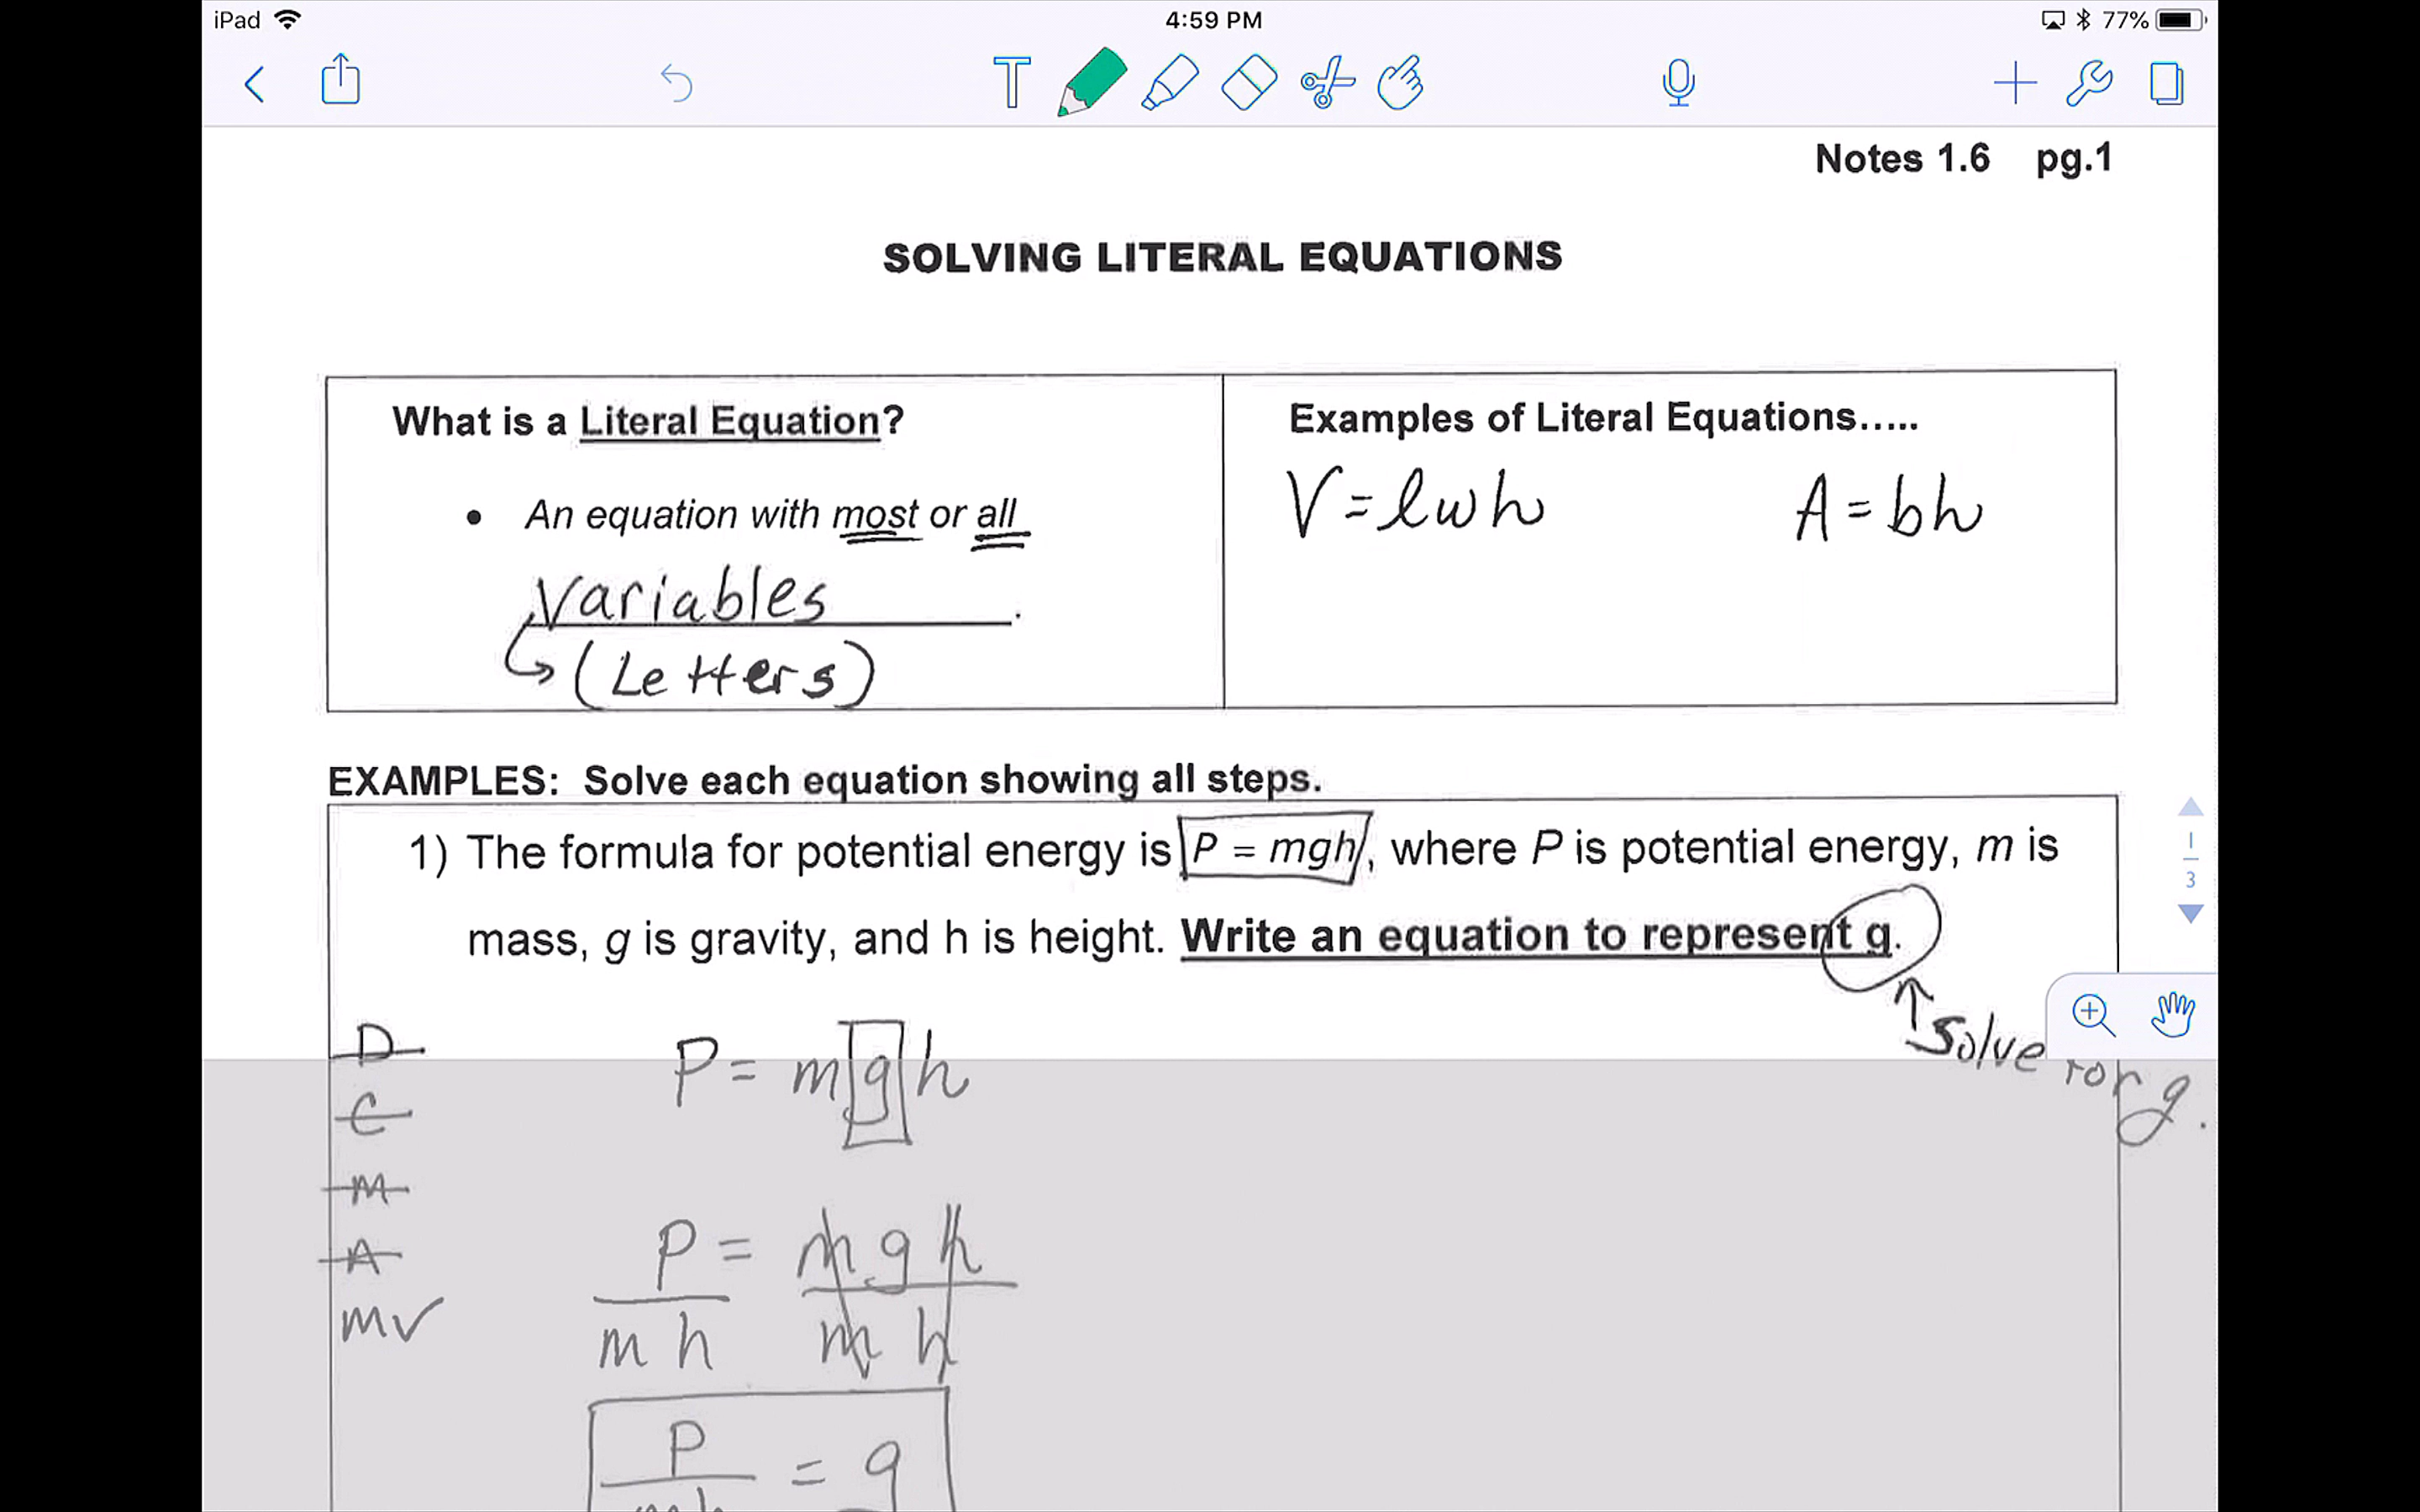 iPad 4:59 PM 77%
T
Notes 1.6 pg.1
SOLVING LITERAL EQUATIONS
What is a Literal Equation?
• An equation with most or all
variables .
(Letters)
Examples of Literal Equations.....
V = lwh A = bh
EXAMPLES: Solve each equation showing all steps.
1) The formula for potential energy is P = mgh, where P is potential energy, m is
mass, g is gravity, and h is height. Write an equation to represent g.
Solve for g.
1
3
D
C
M
A
MV
P = mgh
P = mgh
mh mh
P = g
mh